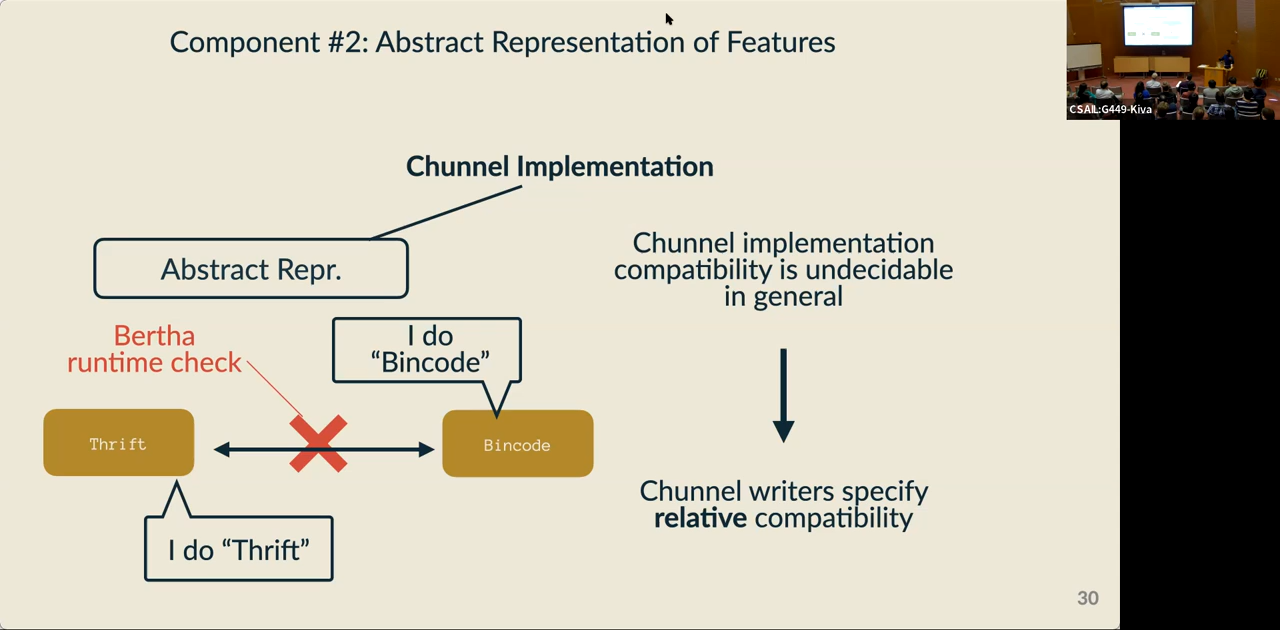 Component #2: Abstract Representation of Features
CSAIL:G449-Kiva
Chunnel Implementation
Abstract Repr.
Chunnel implementation
compatibility is undecidable
in general
Bertha
runtime check
I do
“Bincode”
Thrift
Bincode
I do “Thrift”
Chunnel writers specify
relative compatibility
30